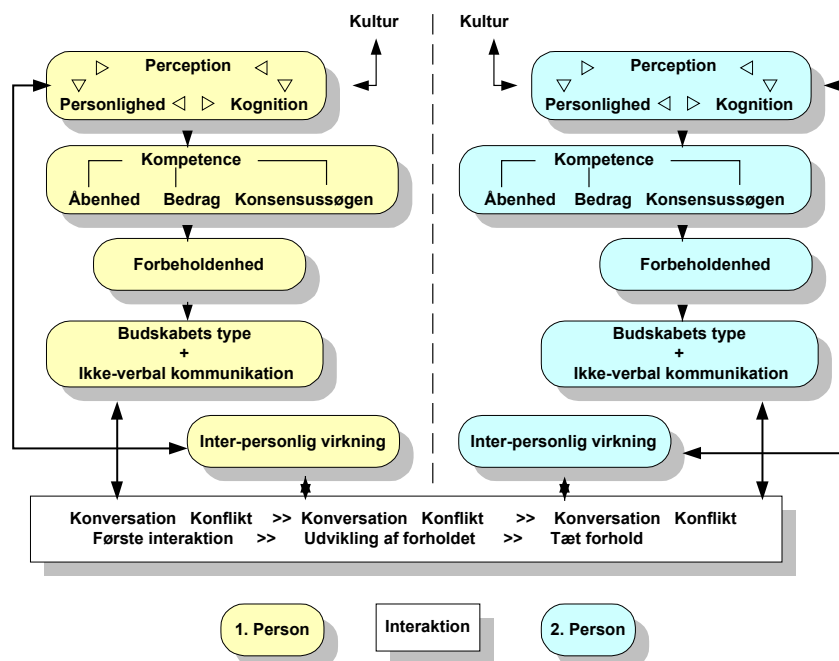 Kultur
Perception
Personlighed Kognition
Kompetence
Åbenhed Bedrag Konsensussøgen
Forbeholdenhed
Budskabets type
+
Ikke-verbal kommunikation
Inter-personlig virkning
Kultur
Perception
Personlighed Kognition
Kompetence
Åbenhed Bedrag Konsensussøgen
Forbeholdenhed
Budskabets type
+
Ikke-verbal kommunikation
Inter-personlig virkning
Konversation Konflikt >> Konversation Konflikt >> Konversation Konflikt
Første interaktion >> Udvikling af forholdet >> Tæt forhold
1. Person
Interaktion
2. Person